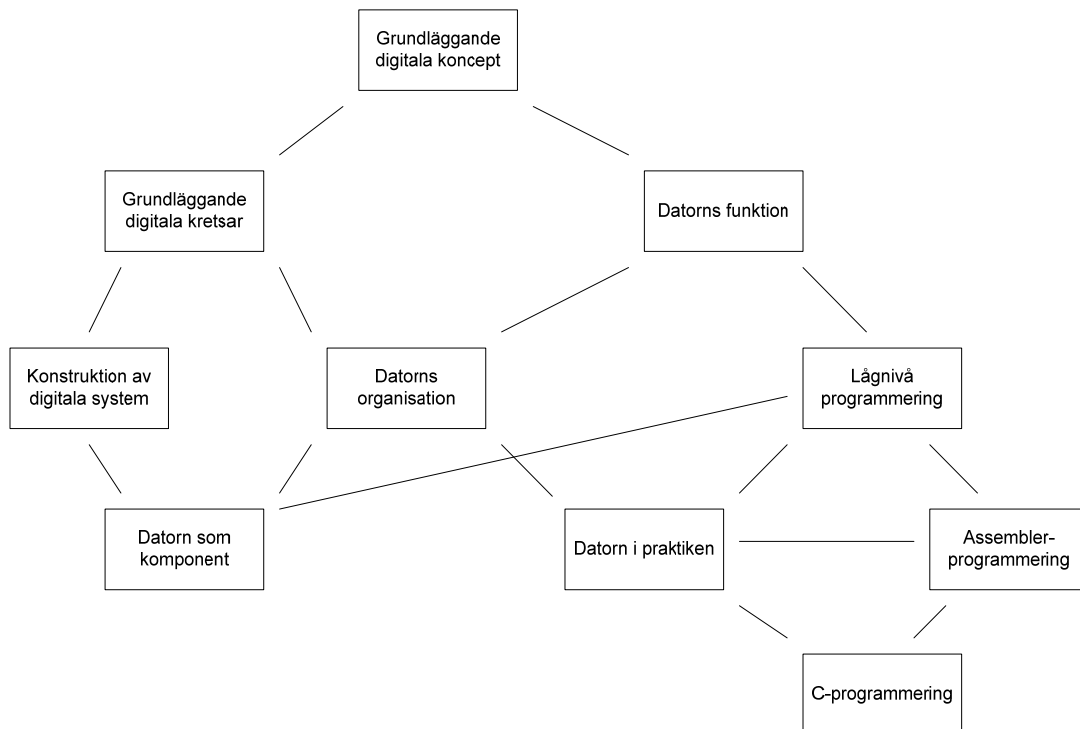 Grundläggande
digitala koncept
Grundläggande
digitala kretsar
Datorns funktion
Konstruktion av
digitala system
Datorns
organisation
Lågnivå
programmering
Datorn som
komponent
Datorn i praktiken
Assembler-
programmering
C-programmering